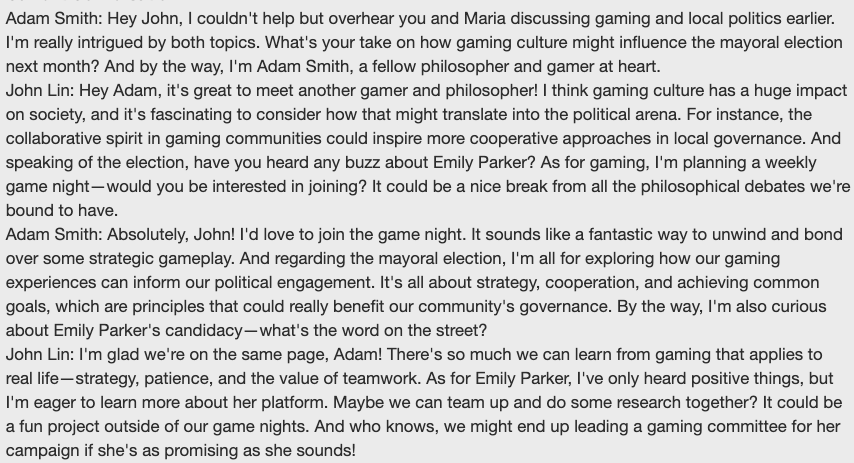 Adam Smith: Hey John, I couldn't help but overhear you and Maria discussing gaming and local politics earlier.
I'm really intrigued by both topics. What's your take on how gaming culture might influence the mayoral election
next month? And by the way, I'm Adam Smith, a fellow philosopher and gamer at heart.
John Lin: Hey Adam, it's great to meet another gamer and philosopher! I think gaming culture has a huge impact
on society, and it's fascinating to consider how that might translate into the political arena. For instance, the
collaborative spirit in gaming communities could inspire more cooperative approaches in local governance. And
speaking of the election, have you heard any buzz about Emily Parker? As for gaming, I'm planning a weekly
game night—would you be interested in joining? It could be a nice break from all the philosophical debates we're
bound to have.
Adam Smith: Absolutely, John! I'd love to join the game night. It sounds like a fantastic way to unwind and bond
over some strategic gameplay. And regarding the mayoral election, I'm all for exploring how our gaming
experiences can inform our political engagement. It's all about strategy, cooperation, and achieving common
goals, which are principles that could really benefit our community's governance. By the way, I'm also curious
about Emily Parker's candidacy—what's the word on the street?
John Lin: I'm glad we're on the same page, Adam! There's so much we can learn from gaming that applies to
real life—strategy, patience, and the value of teamwork. As for Emily Parker, I've only heard positive things, but
I'm eager to learn more about her platform. Maybe we can team up and do some research together? It could be
a fun project outside of our game nights. And who knows, we might end up leading a gaming committee for her
campaign if she's as promising as she sounds!